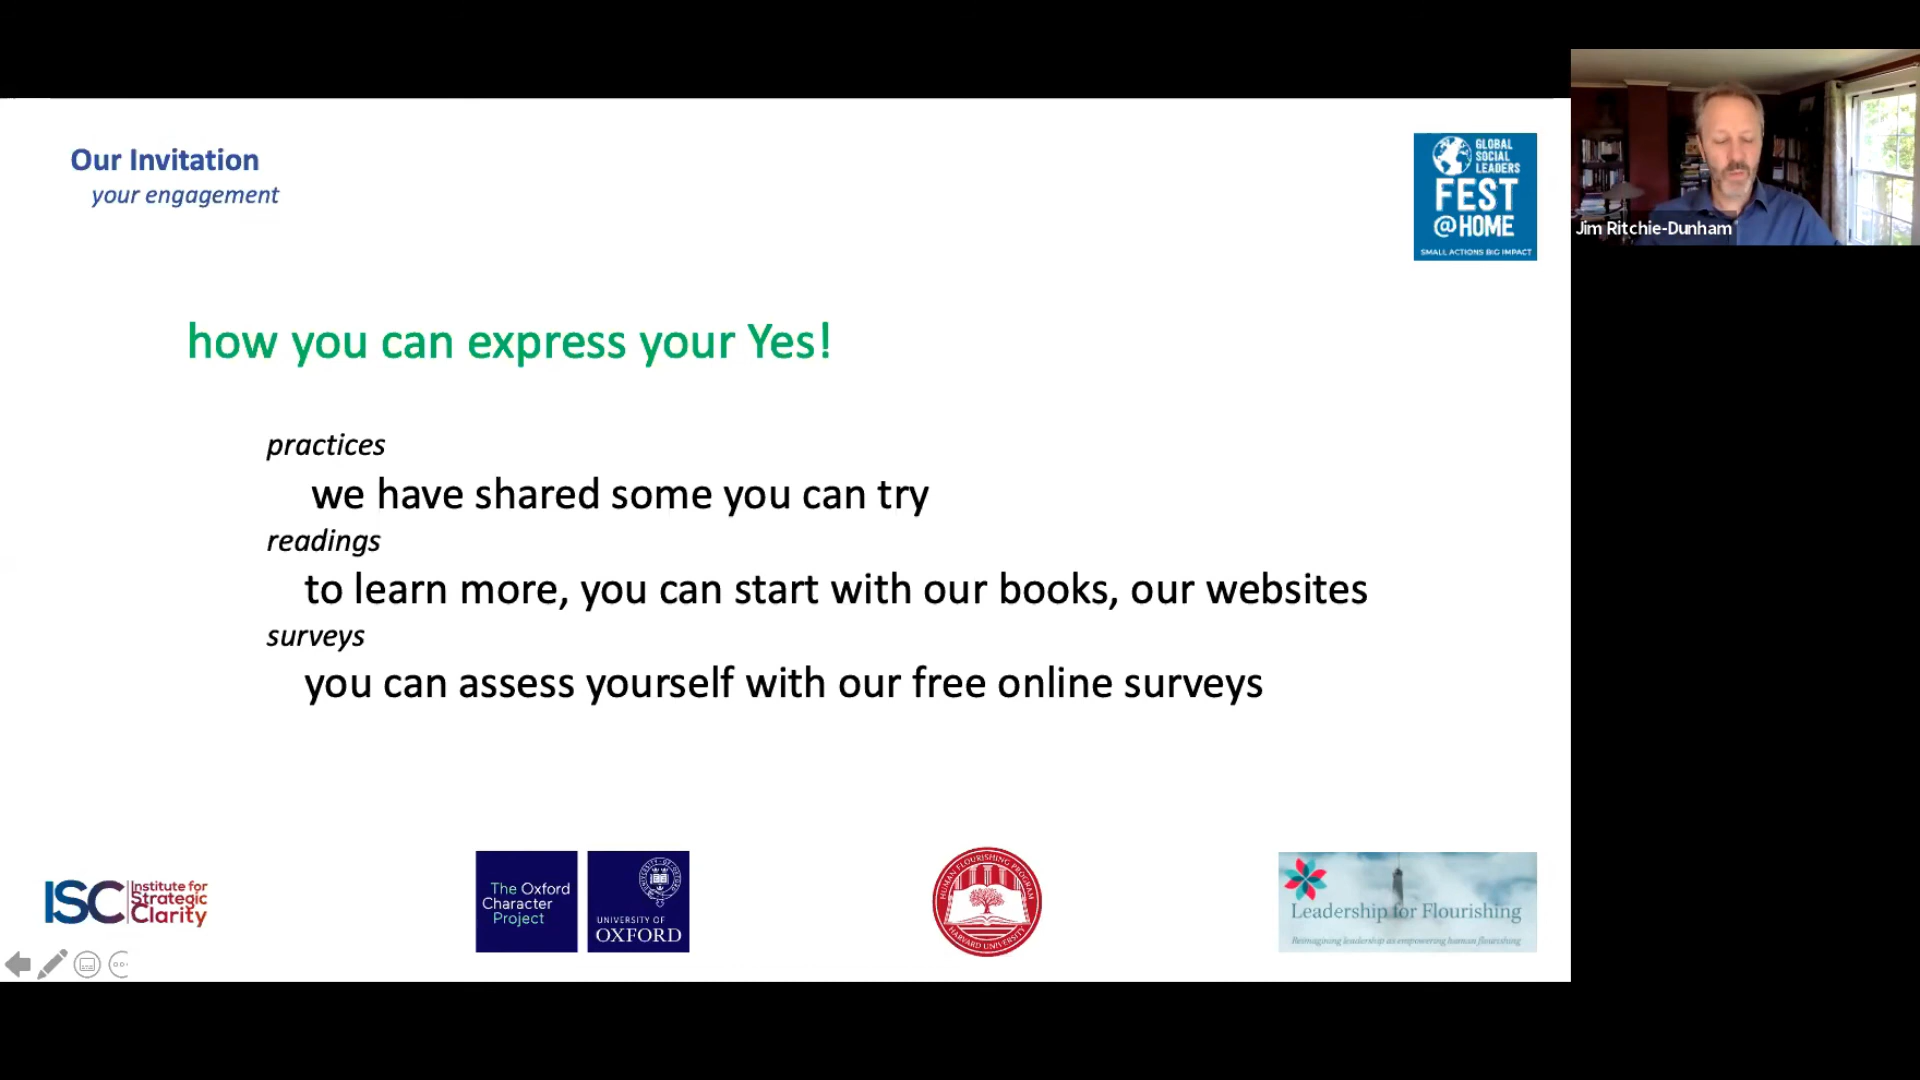 Our Invitation
your engagement
GLOBAL
SOCIAL
LEADERS
FEST
@HOME
SMALL ACTIONS BIG IMPACT
Jim Ritchie-Dunham
how you can express your Yes!
practices
we have shared some you can try
readings
to learn more, you can start with our books, our websites
surveys
you can assess yourself with our free online surveys
ISC
Institute for
Strategic
Clarity
The Oxford
Character
Project
UNIVERSITY OF
OXFORD
HUMAN FLOURISHING PROGRAM
HARVARD UNIVERSITY
Leadership for Flourishing
Reimagining leadership as empowering human flourishing